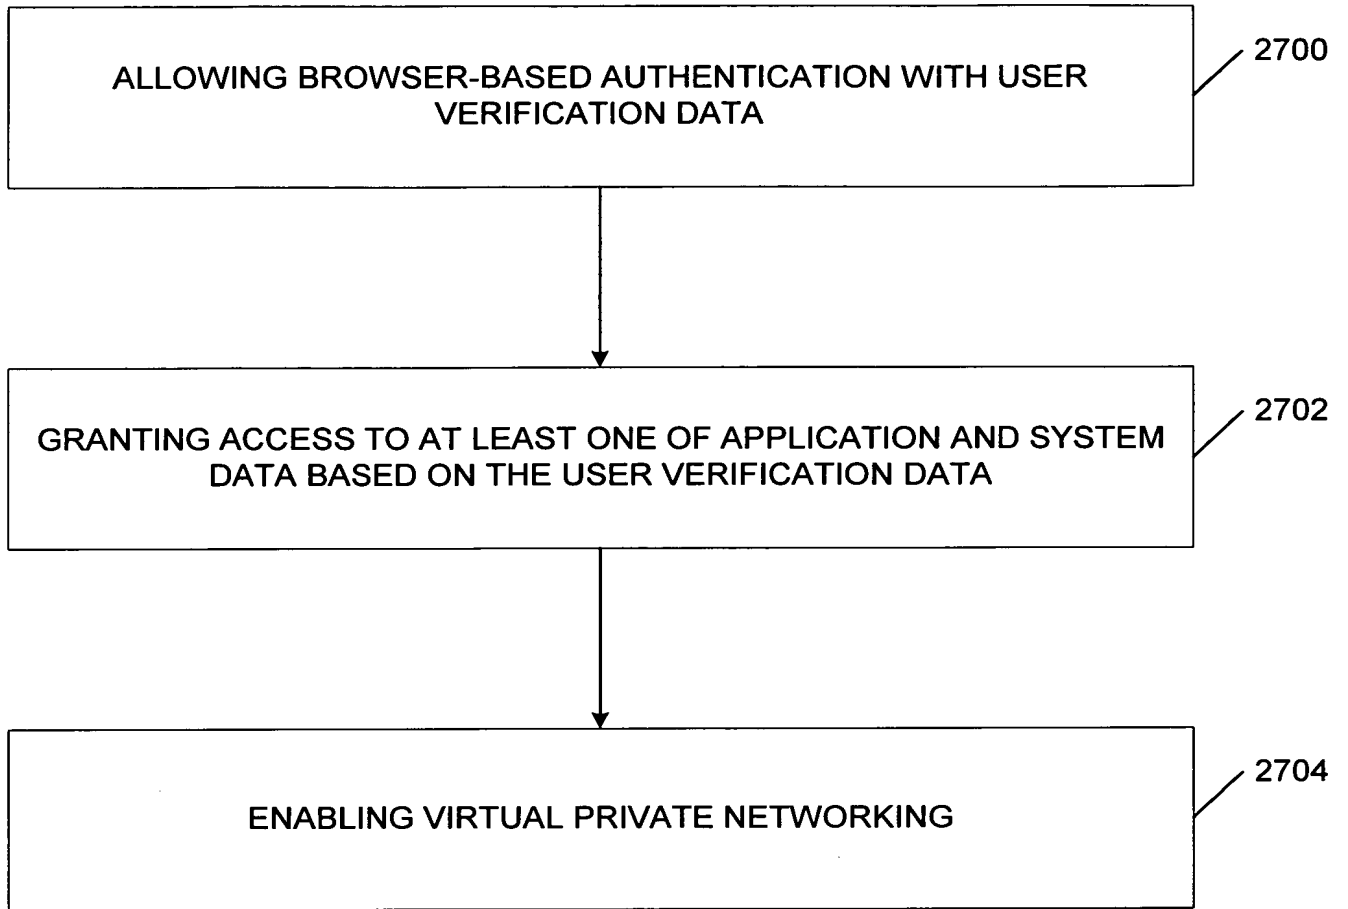 2700
ALLOWING BROWSER-BASED AUTHENTICATION WITH USER
VERIFICATION DATA
2702
GRANTING ACCESS TO AT LEAST ONE OF APPLICATION AND SYSTEM
DATA BASED ON THE USER VERIFICATION DATA
2704
ENABLING VIRTUAL PRIVATE NETWORKING